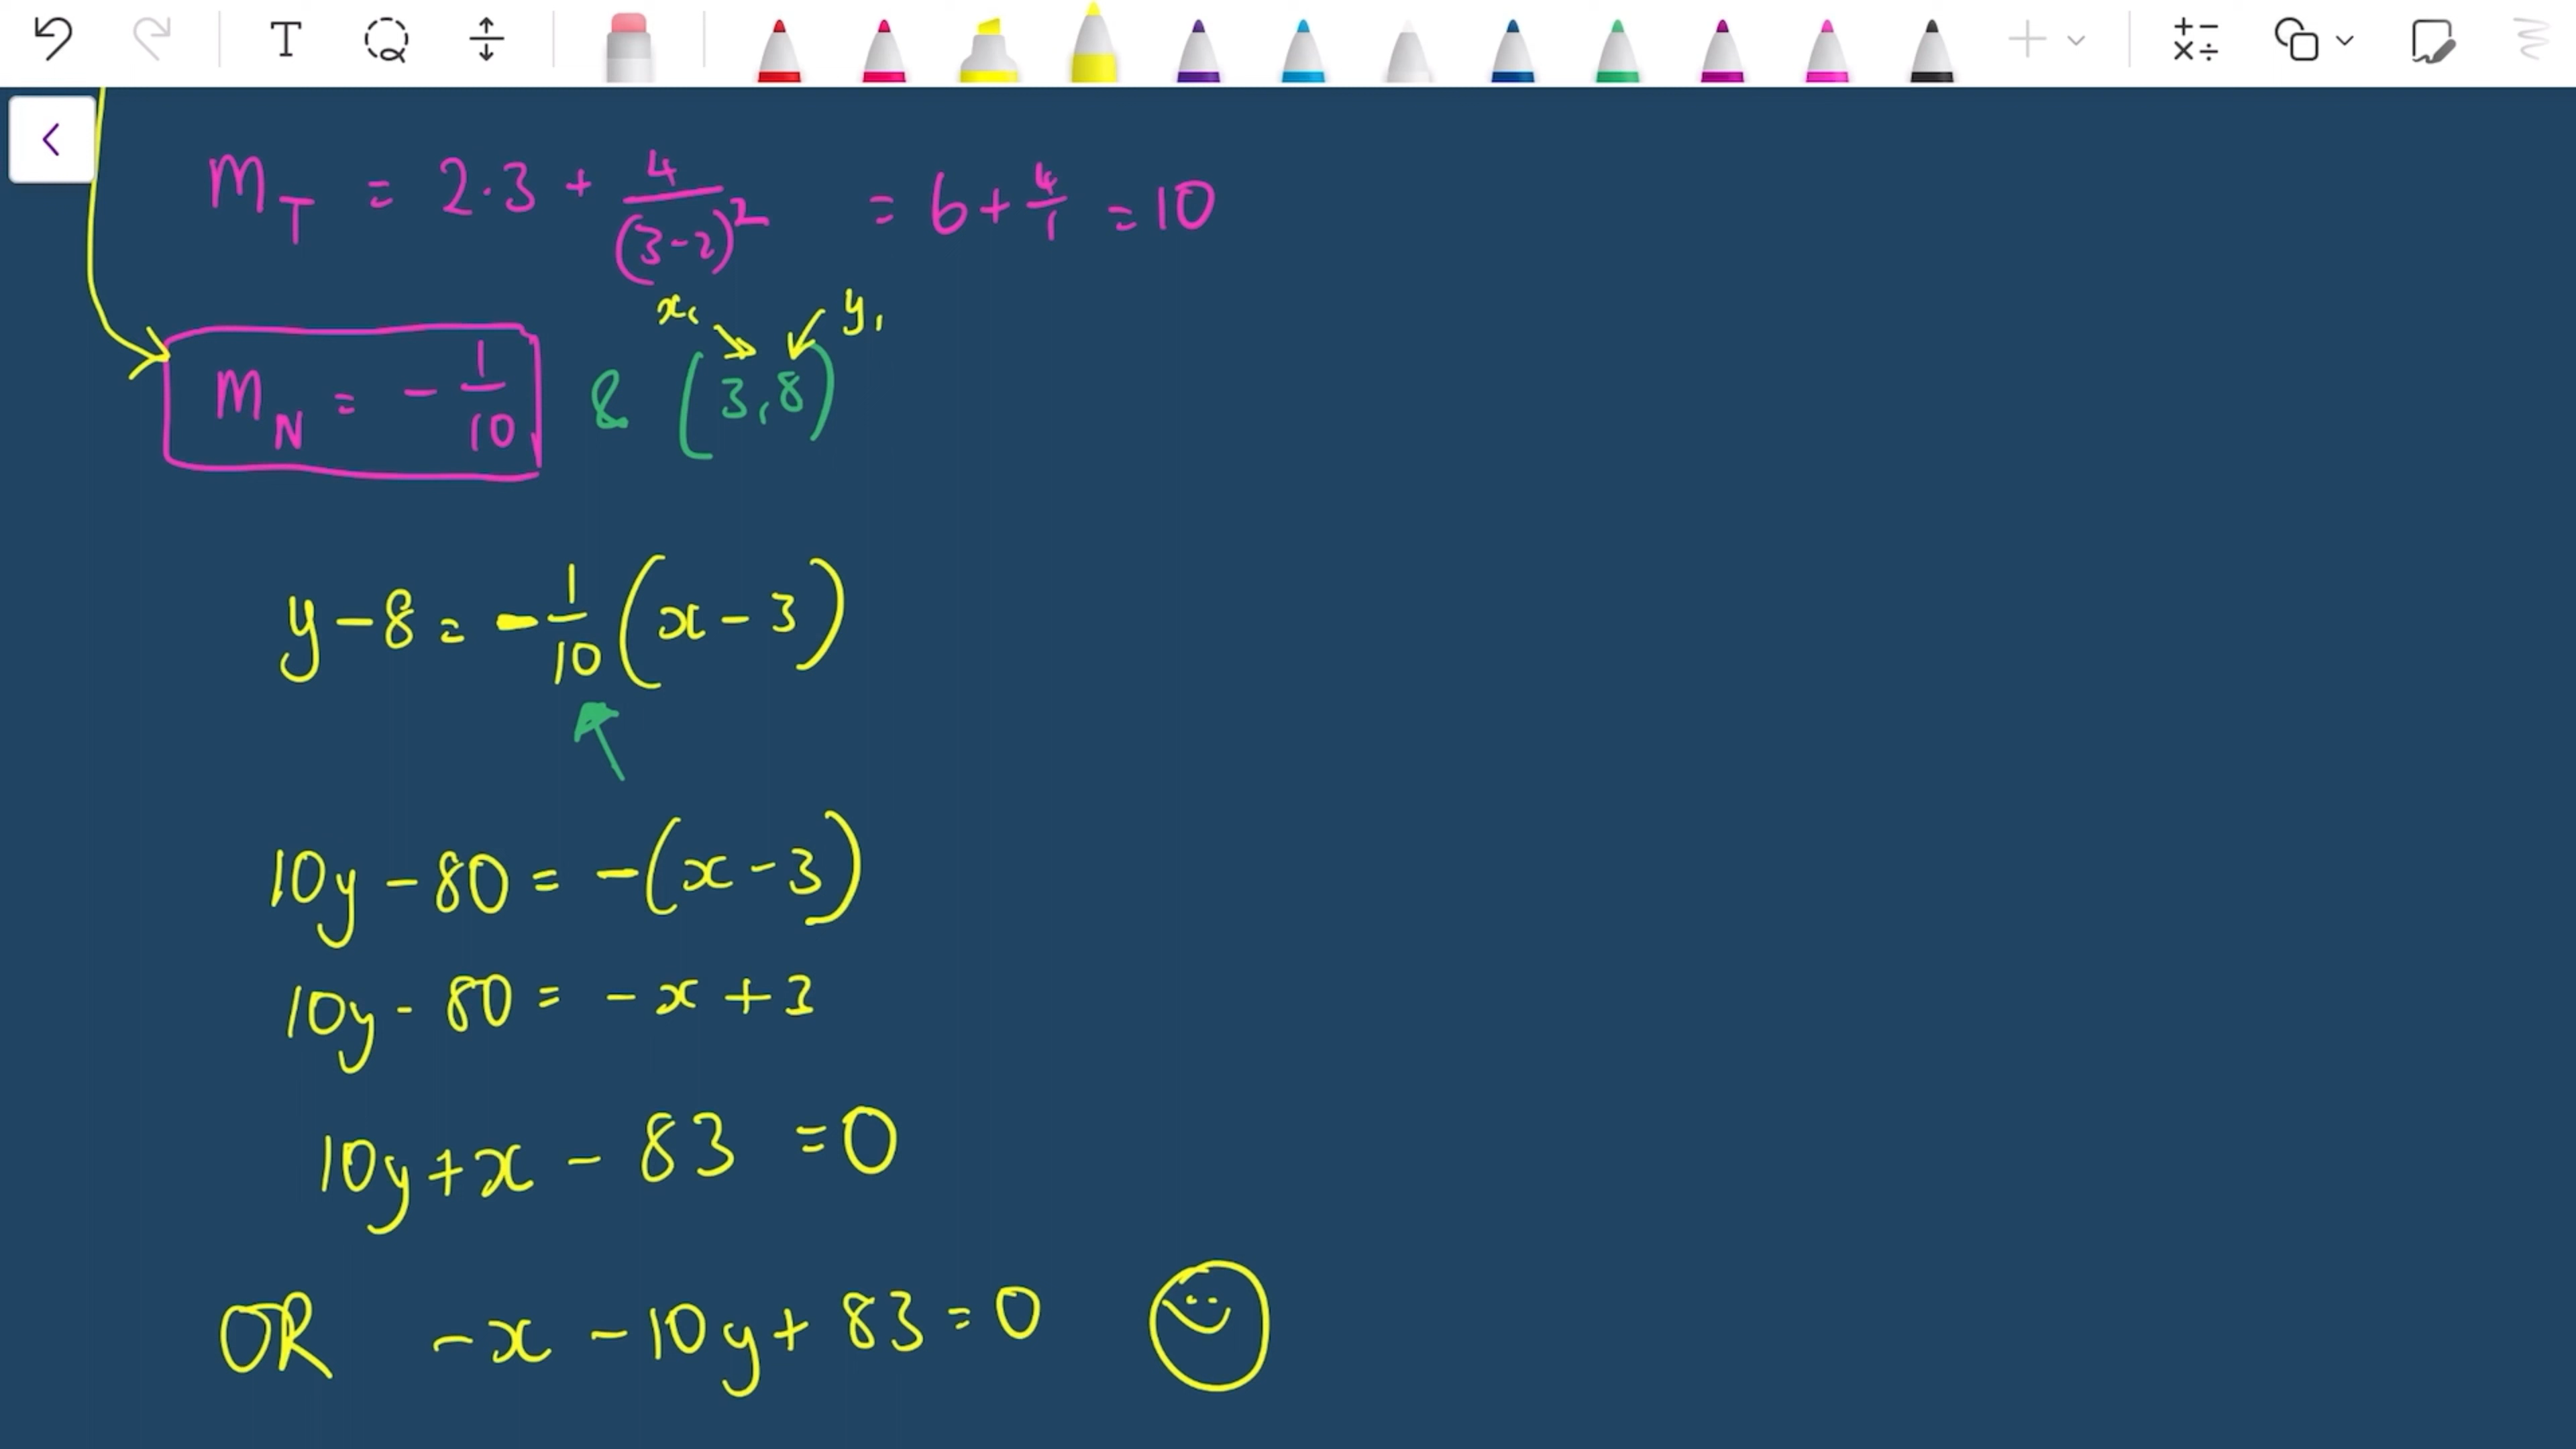 T
m_T = 2·3 + 4/(3-2)² = 6 + 4/1 = 10
x₁ y₁
m_N = -1/10 & (3,8)
y - 8 = -1/10 (x - 3)
10y - 80 = -(x - 3)
10y - 80 = -x + 3
10y + x - 83 = 0
OR -x - 10y + 83 = 0